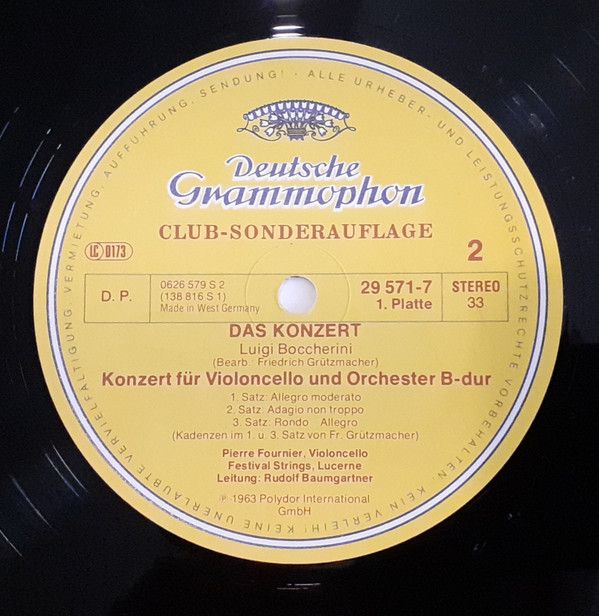 KEINE UNERLAUBTE VERVIELFÄLTIGUNG, VERMIETUNG, AUFFÜHRUNG, SENDUNG! · ALLE URHEBER- UND LEISTUNGSSCHUTZRECHTE VORBEHALTEN. KEIN VERLEIH!
Deutsche
Grammophon
CLUB-SONDERAUFLAGE
LC 0173
2
D. P.
0626 579 S 2
(138 816 S 1)
Made in West Germany
29 571-7
1. Platte
STEREO
33
DAS KONZERT
Luigi Boccherini
(Bearb. Friedrich Grützmacher)
Konzert für Violoncello und Orchester B-dur
1. Satz: Allegro moderato
2. Satz: Adagio non troppo
3. Satz: Rondo Allegro
(Kadenzen im 1. u. 3. Satz von Fr. Grützmacher)
Pierre Fournier, Violoncello
Festival Strings, Lucerne
Leitung: Rudolf Baumgartner
℗ 1963 Polydor International
GmbH